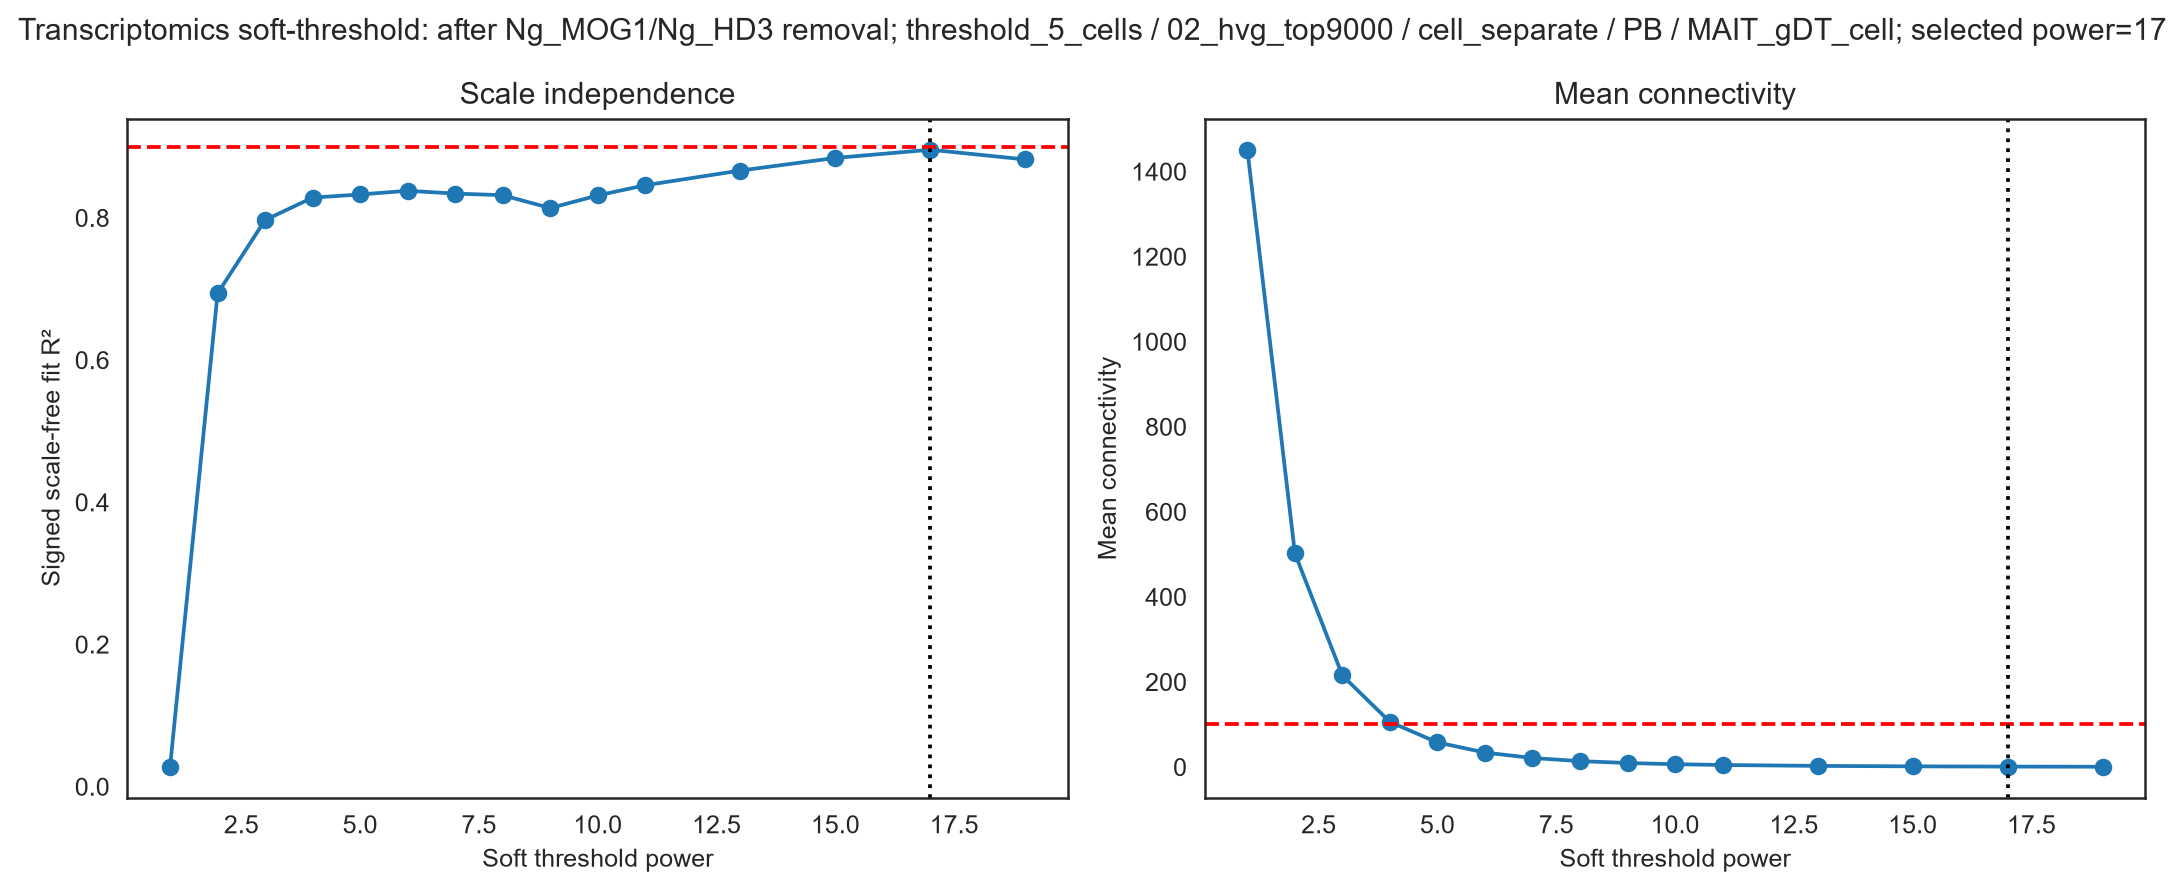 Transcriptomics soft-threshold: after Ng_MOG1/Ng_HD3 removal; threshold_5_cells / 02_hvg_top9000 / cell_separate / PB / MAIT_gDT_cell; selected power=17
Scale independence
Signed scale-free fit R²
0.8
0.6
0.4
0.2
0.0
2.5 5.0 7.5 10.0 12.5 15.0 17.5
Soft threshold power
Mean connectivity
Mean connectivity
1400
1200
1000
800
600
400
200
0
2.5 5.0 7.5 10.0 12.5 15.0 17.5
Soft threshold power